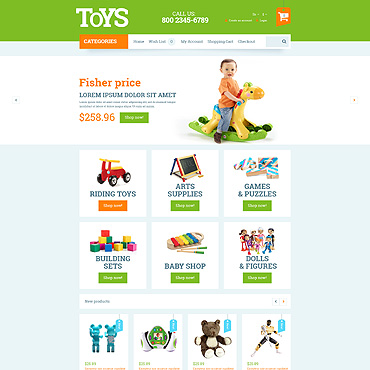 TOYS
CALL US:
800 2345-6789
CATEGORIES
Home Wish List 0 My Account Shopping Cart Checkout
Fisher price
LOREM IPSUM DOLOR SIT AMET
$258.96 Shop now!
RIDING TOYS
Shop now!
ARTS
SUPPLIES
Shop now!
GAMES
& PUZZLES
Shop now!
BUILDING
SETS
Shop now!
BABY SHOP
Shop now!
DOLLS
& FIGURES
Shop now!
New products